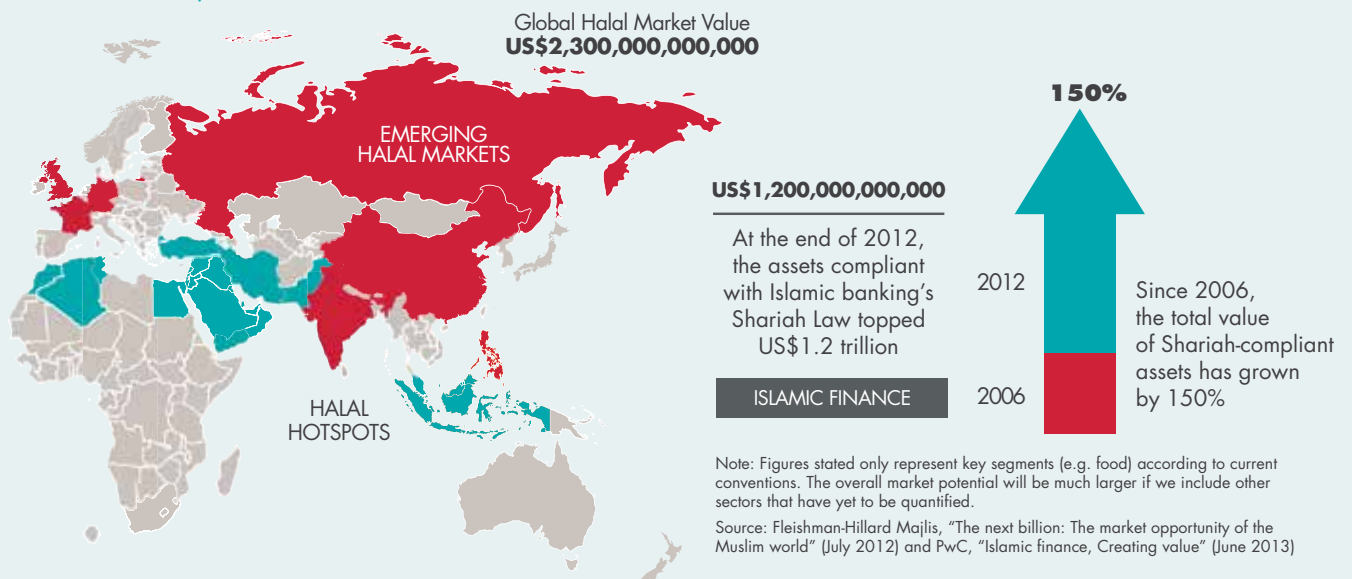 Global Halal Market Value
US$2,300,000,000,000
EMERGING
HALAL MARKETS
HALAL
HOTSPOTS
US$1,200,000,000,000
At the end of 2012,
the assets compliant
with Islamic banking's
Shariah Law topped
US$1.2 trillion
ISLAMIC FINANCE
150%
2012
2006
Since 2006,
the total value
of Shariah-compliant
assets has grown
by 150%
Note: Figures stated only represent key segments (e.g. food) according to current
conventions. The overall market potential will be much larger if we include other
sectors that have yet to be quantified.
Source: Fleishman-Hillard Majlis, "The next billion: The market opportunity of the
Muslim world" (July 2012) and PwC, "Islamic finance, Creating value" (June 2013)